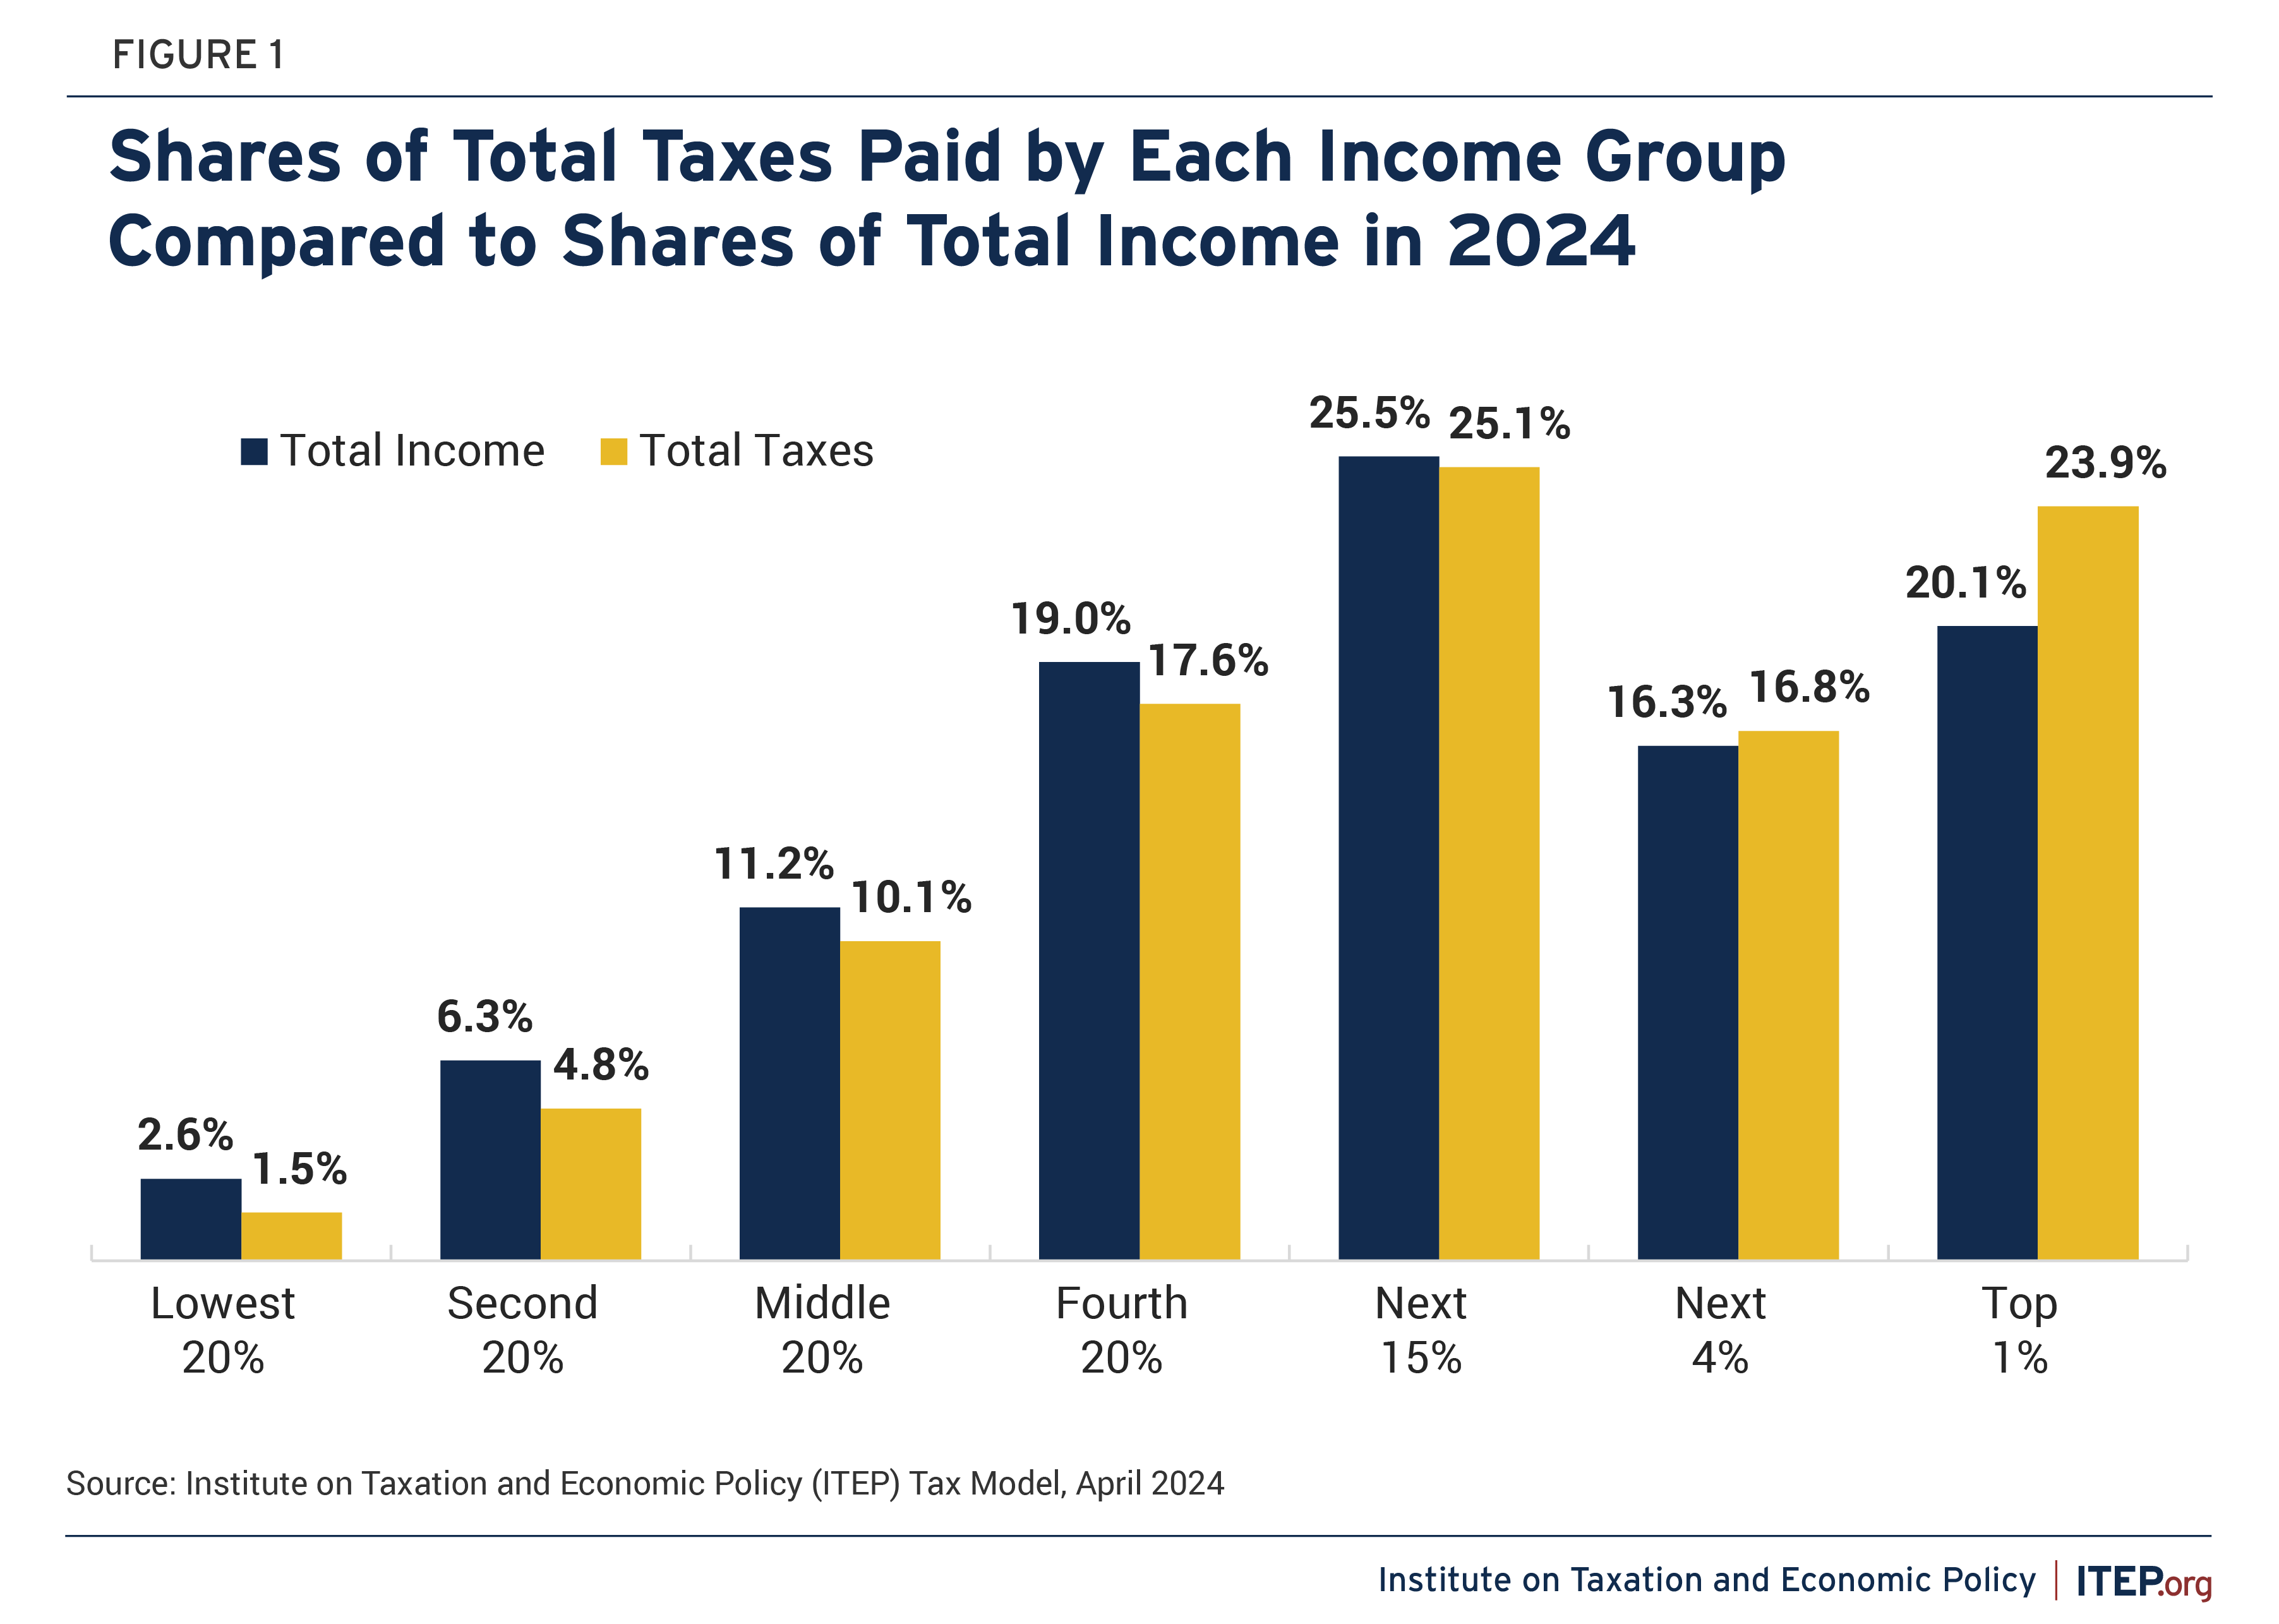 FIGURE 1
Shares of Total Taxes Paid by Each Income Group
Compared to Shares of Total Income in 2024
Total Income
Total Taxes
2.6%
1.5%
6.3%
4.8%
11.2%
10.1%
19.0%
17.6%
25.5%
25.1%
16.3%
16.8%
20.1%
23.9%
Lowest
20%
Second
20%
Middle
20%
Fourth
20%
Next
15%
Next
4%
Top
1%
Source: Institute on Taxation and Economic Policy (ITEP) Tax Model, April 2024
Institute on Taxation and Economic Policy | ITEP.org